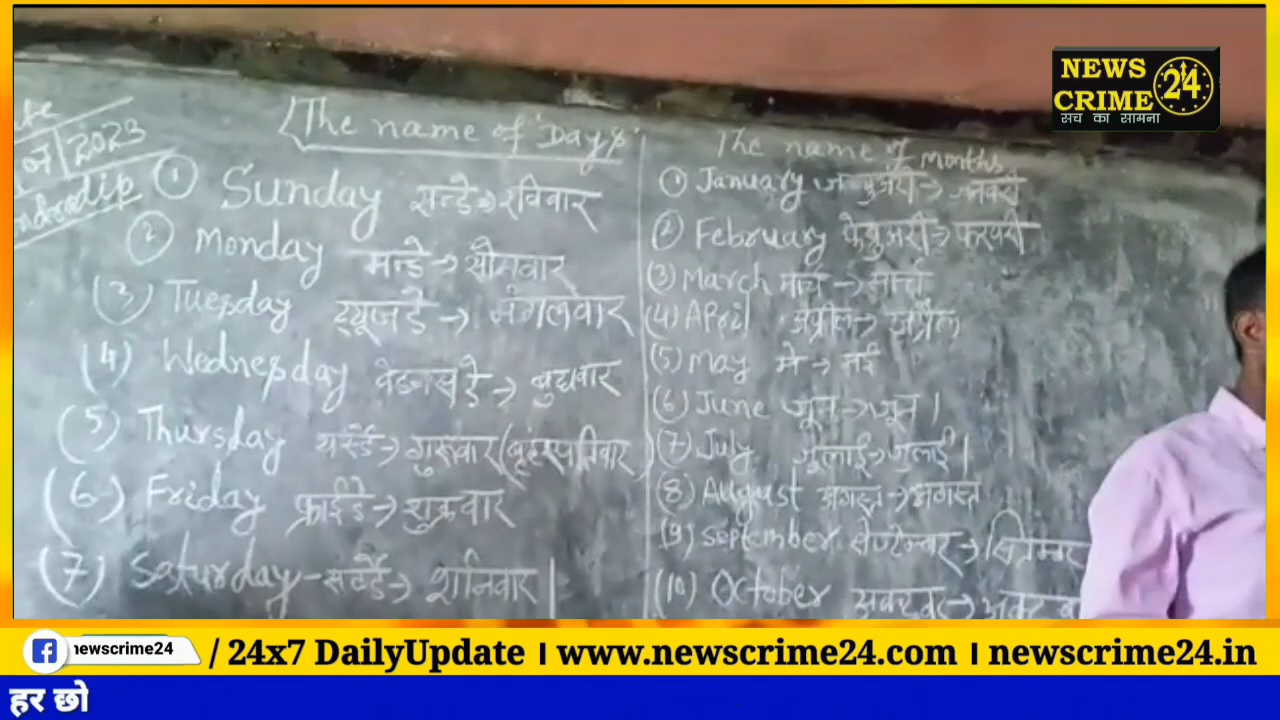 NEWS
CRIME 24
सच का सामना
2023
The name of 'Days'
① Sunday सन्डे→रविवार
② Monday मन्डे→सोमवार
(3) Tuesday ट्यूजडे→ मंगलवार
(4) Wednesday वेडनसडे→ बुधवार
(5) Thursday थर्स्डे→गुरुवार(बृहस्पतिवार)
(6) Friday फ्राईडे→शुक्रवार
(7) Saturday-सटर्डे→ शनिवार|
The name of months
① January
② February फेब्रुअरी→फरवरी
(3) March मार्च→मार्च
(4) APril अप्रील→अप्रैल
(5) May मे→मई
(6) June जून→जून|
(7) July जुलाई→जुलाई|
(8) August अगस्त→अगस्त
(9) September सेप्टेम्बर→सितम्बर
(10) October
newscrime24 / 24x7 DailyUpdate । www.newscrime24.com । newscrime24.in
हर छो